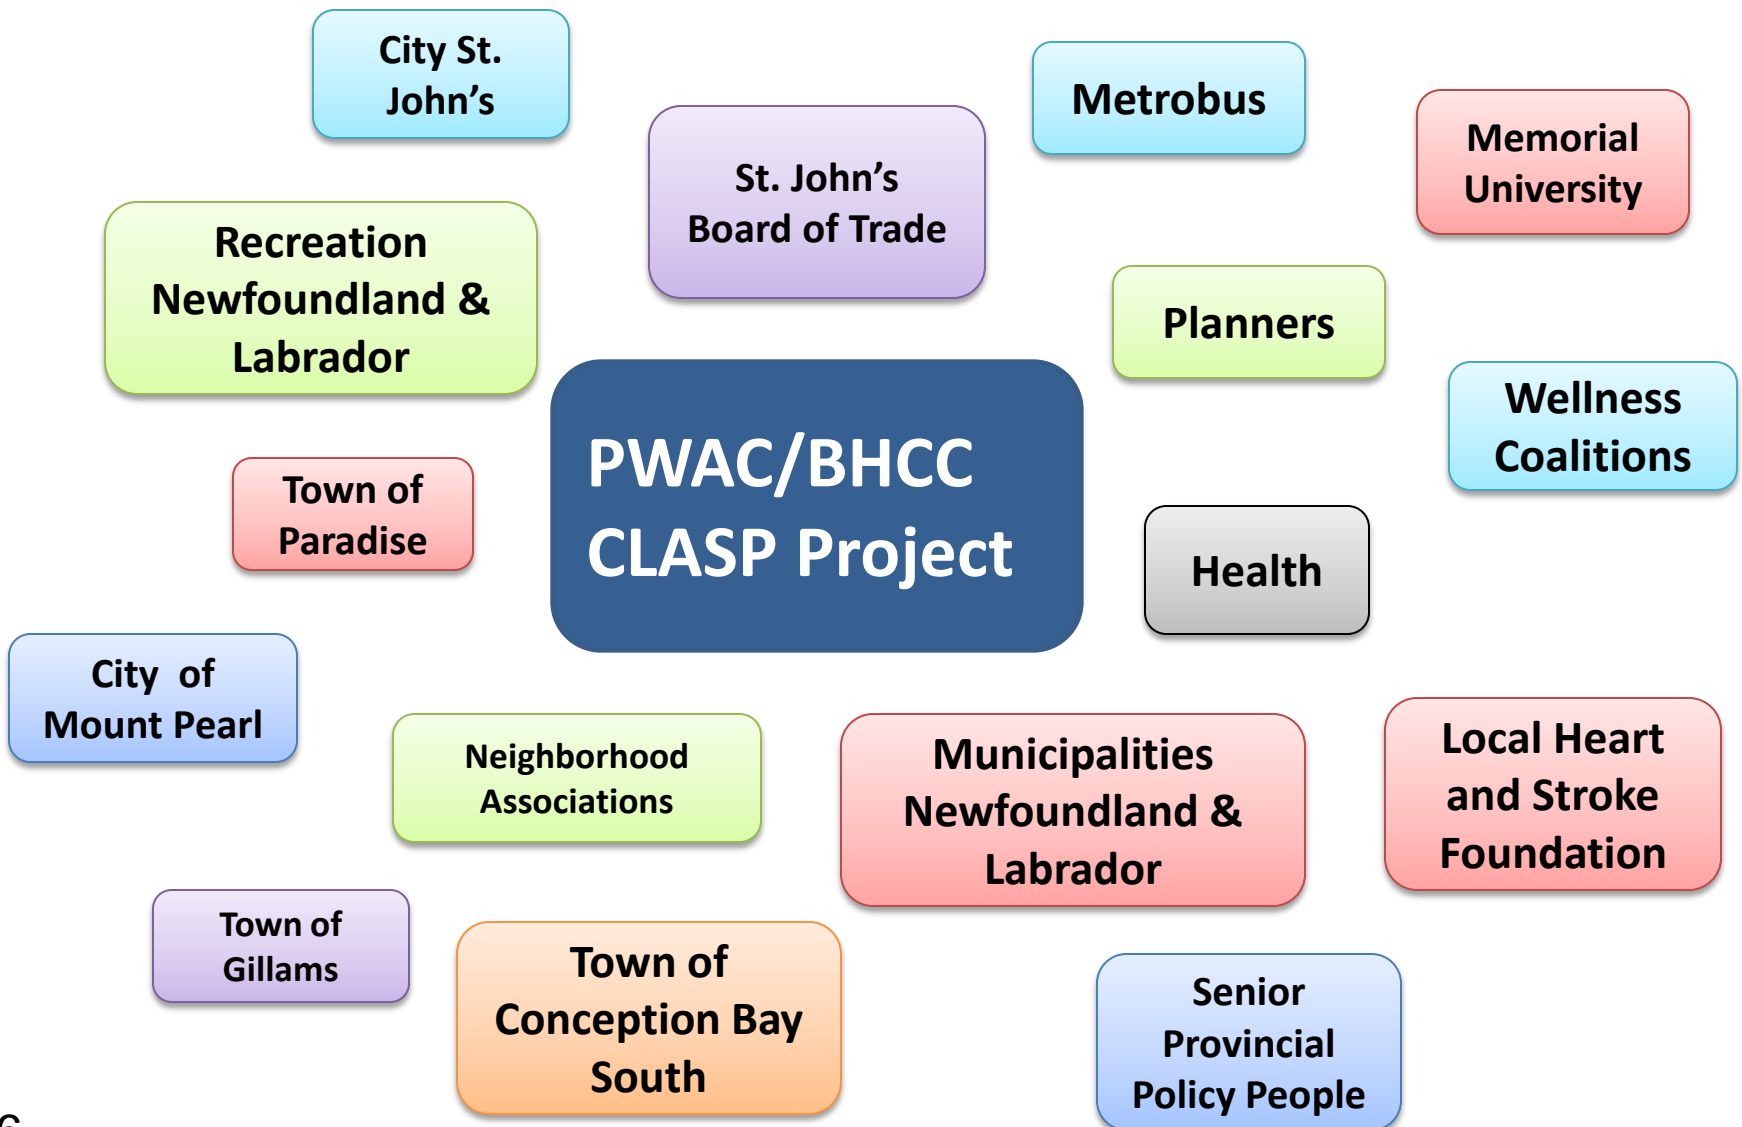 City St.
John’s
Metrobus
Memorial
University
St. John’s
Board of Trade
Recreation
Newfoundland &
Labrador
Planners
Wellness
Coalitions
PWAC/BHCC
CLASP Project
Town of
Paradise
Health
City  of
Mount Pearl
Neighborhood
Associations
Municipalities
Newfoundland &
Labrador
Local Heart
and Stroke
Foundation
Town of
Gillams
Town of
Conception Bay
South
Senior
Provincial
Policy People